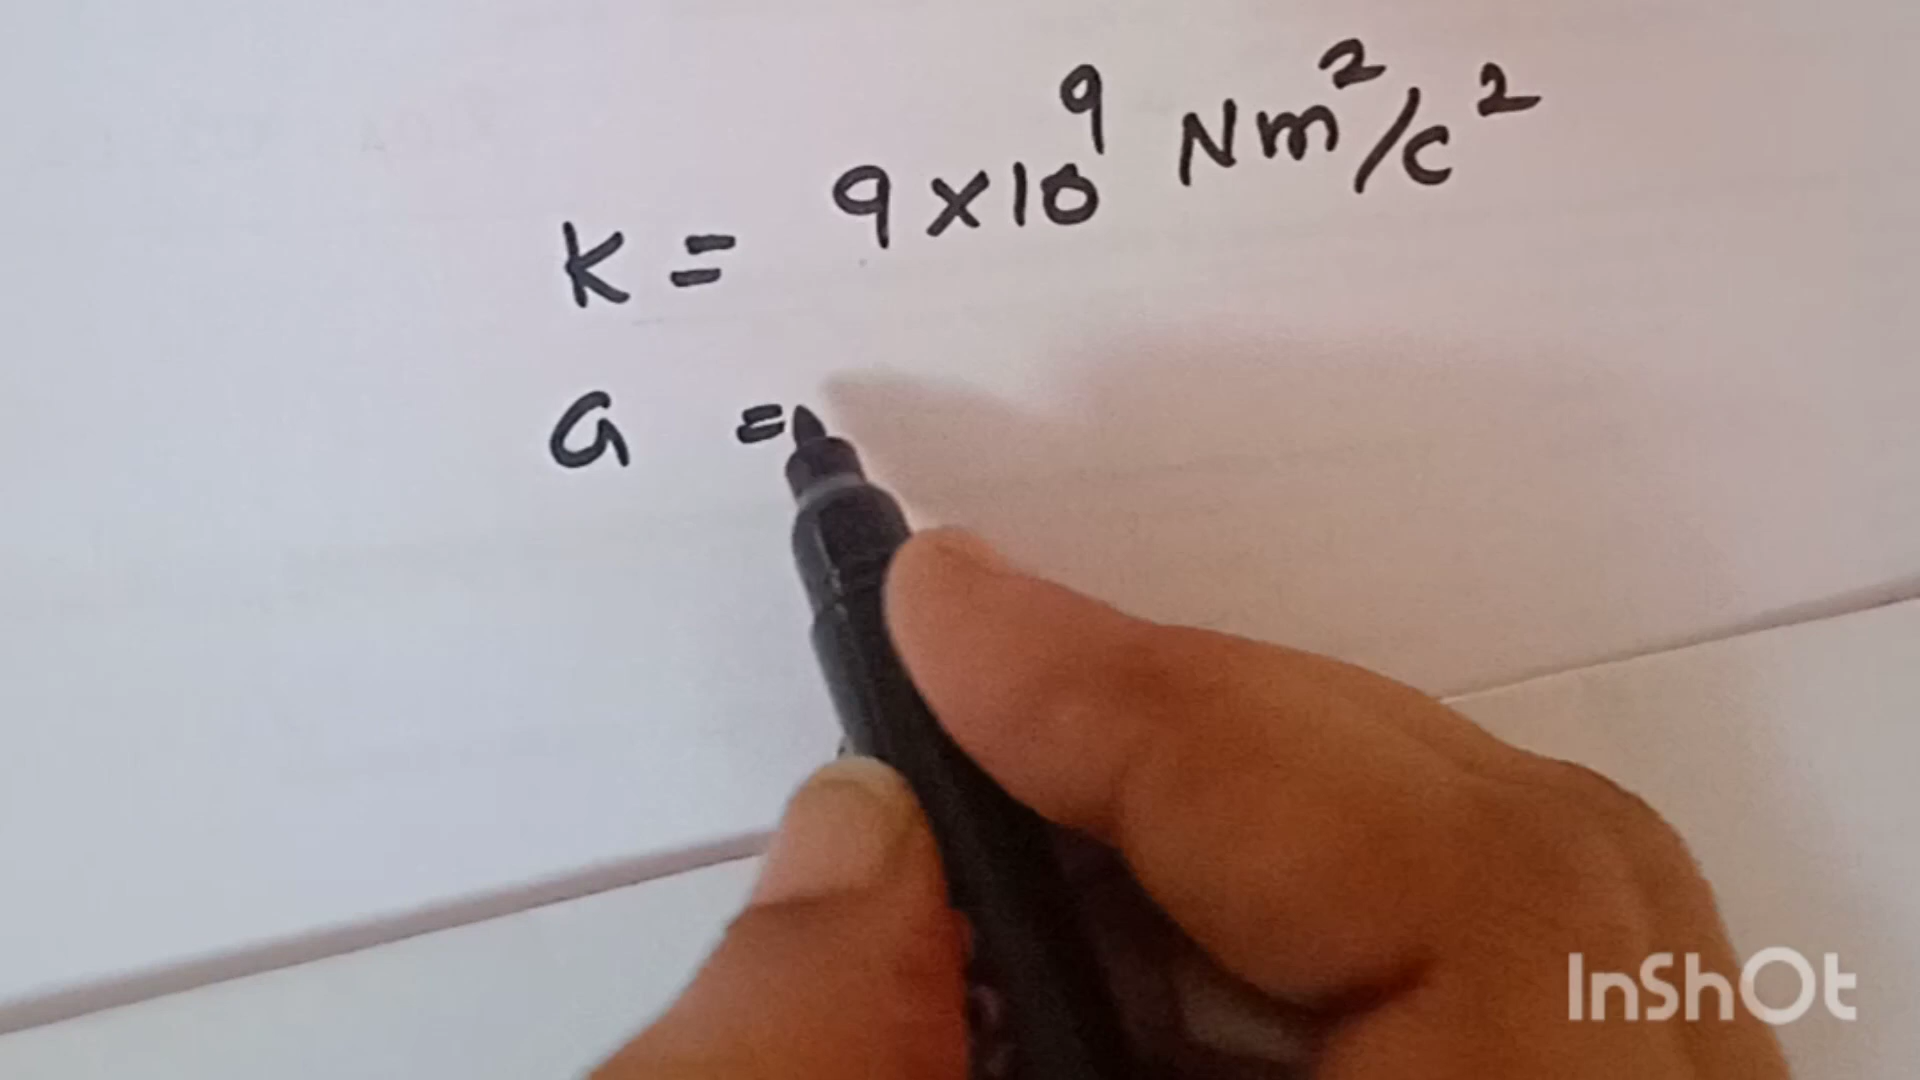 K = 9×10⁹ Nm²/c²
G =
InShOt